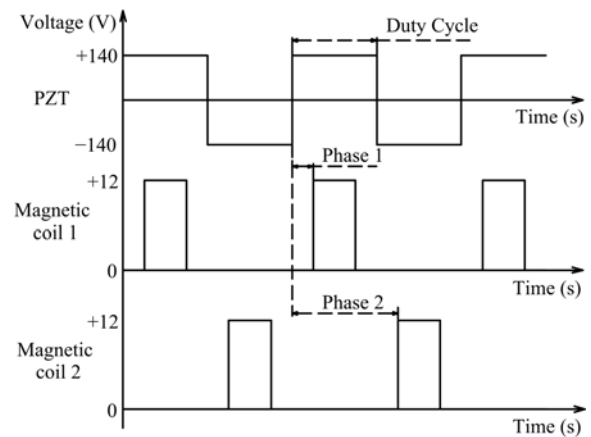 Voltage (V)
Duty Cycle
+140
PZT
Time (s)
−140
Phase 1
+12
Magnetic
coil 1
0
Time (s)
Phase 2
+12
Magnetic
coil 2
0
Time (s)